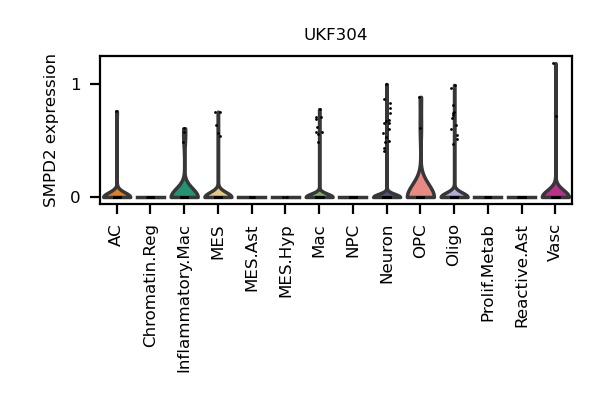 UKF304
SMPD2 expression
1
0
AC
Chromatin.Reg
Inflammatory.Mac
MES
MES.Ast
MES.Hyp
Mac
NPC
Neuron
OPC
Oligo
Prolif.Metab
Reactive.Ast
Vasc